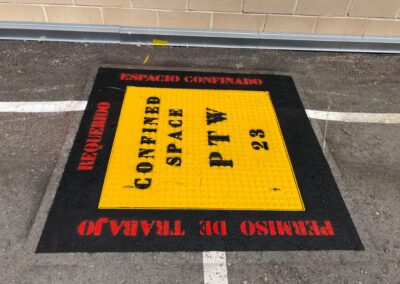 ESPACIO CONFINADO
REQUERIDO
CONFINED
SPACE
PTW
23
PERMISO DE TRABAJO